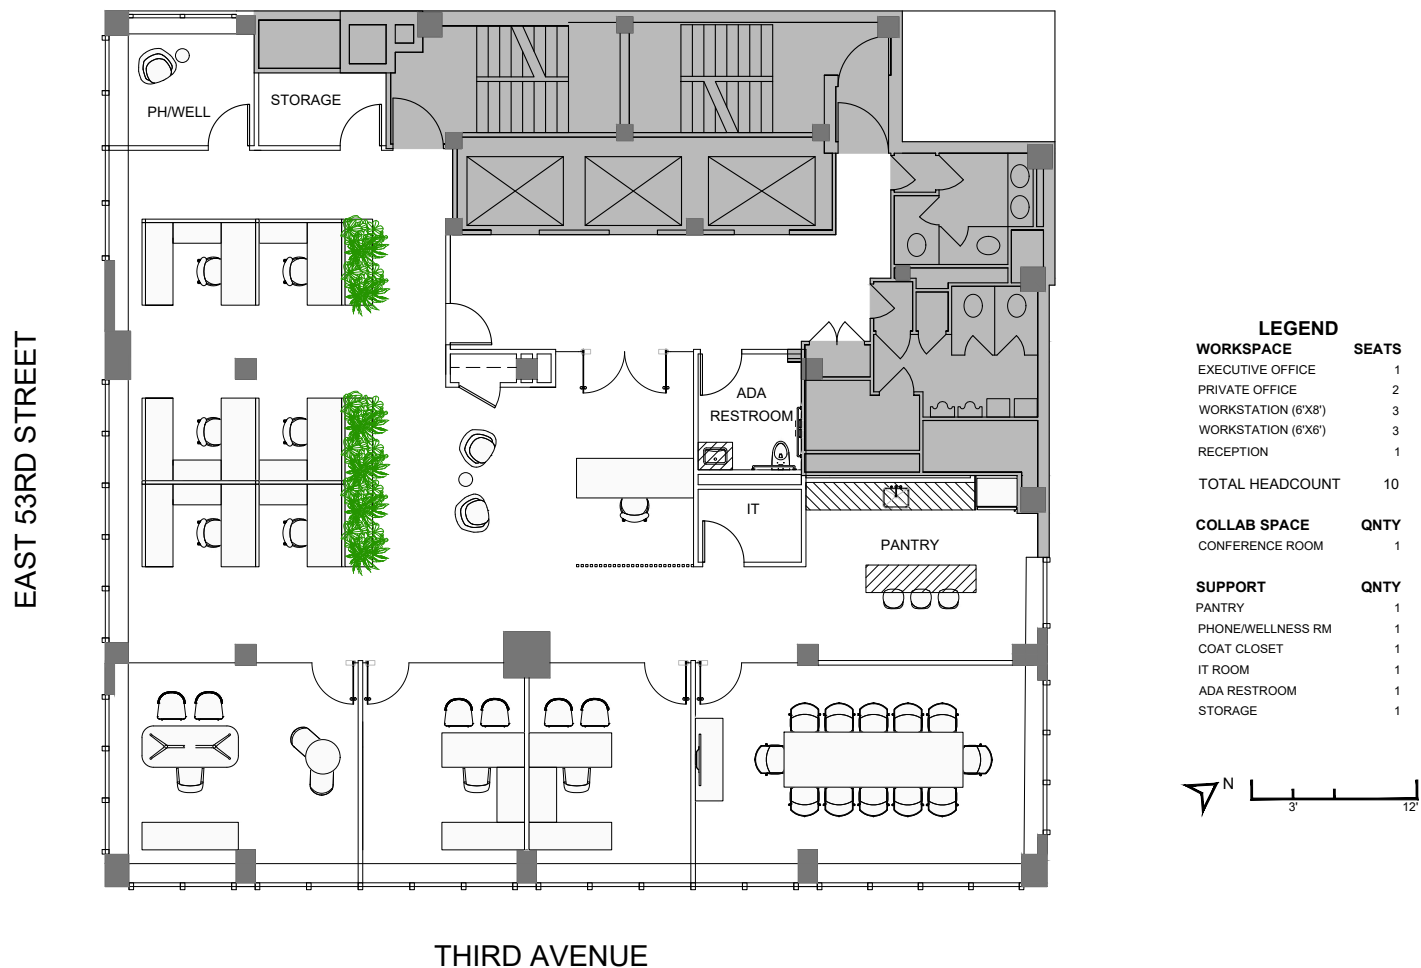 PH/WELL
STORAGE
ADA
RESTROOM
IT
PANTRY
EAST 53RD STREET
THIRD AVENUE
LEGEND
WORKSPACE SEATS
EXECUTIVE OFFICE 1
PRIVATE OFFICE 2
WORKSTATION (6'X8') 3
WORKSTATION (6'X6') 3
RECEPTION 1
TOTAL HEADCOUNT 10
COLLAB SPACE QNTY
CONFERENCE ROOM 1
SUPPORT QNTY
PANTRY 1
PHONE/WELLNESS RM 1
COAT CLOSET 1
IT ROOM 1
ADA RESTROOM 1
STORAGE 1
N
3' 12'